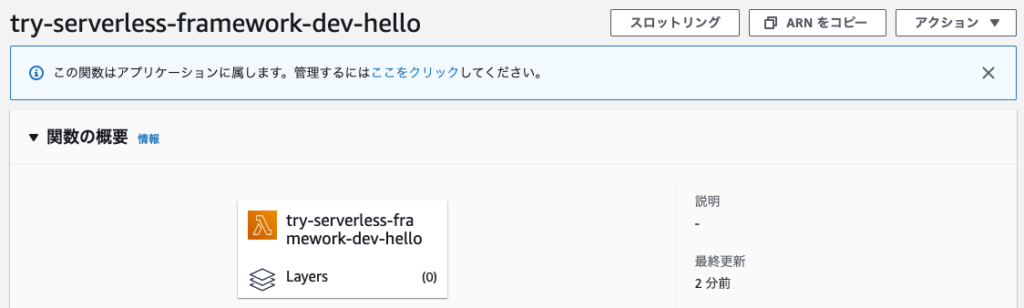 try-serverless-framework-dev-hello
スロットリング
ARN をコピー
アクション
この関数はアプリケーションに属します。管理するにはここをクリックしてください。
関数の概要 情報
try-serverless-fra
mework-dev-hello
Layers (0)
説明
-
最終更新
2 分前